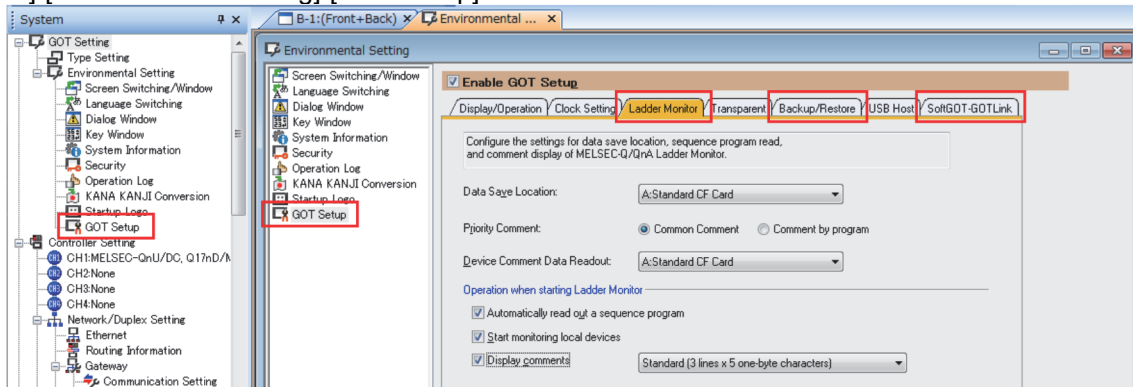 System
GOT Setting
Type Setting
Environmental Setting
Screen Switching/Window
Language Switching
Dialog Window
Key Window
System Information
Security
Operation Log
KANA KANJI Conversion
Startup Logo
GOT Setup
Controller Setting
CH1:MELSEC-QnU/DC, Q17nD/M
CH2:None
CH3:None
CH4:None
Network/Duplex Setting
Ethernet
Routing Information
Gateway
Communication Setting
B-1:(Front+Back)
Environmental ...
Environmental Setting
Screen Switching/Window
Language Switching
Dialog Window
Key Window
System Information
Security
Operation Log
KANA KANJI Conversion
Startup Logo
GOT Setup
Enable GOT Setup
Display/Operation Clock Setting Ladder Monitor Transparent Backup/Restore USB Host SoftGOT-GOTLink
Configure the settings for data save location, sequence program read,
and comment display of MELSEC-Q/QnA Ladder Monitor.
Data Save Location: A:Standard CF Card
Priority Comment: Common Comment Comment by program
Device Comment Data Readout: A:Standard CF Card
Operation when starting Ladder Monitor
Automatically read out a sequence program
Start monitoring local devices
Display comments Standard (3 lines x 5 one-byte characters)